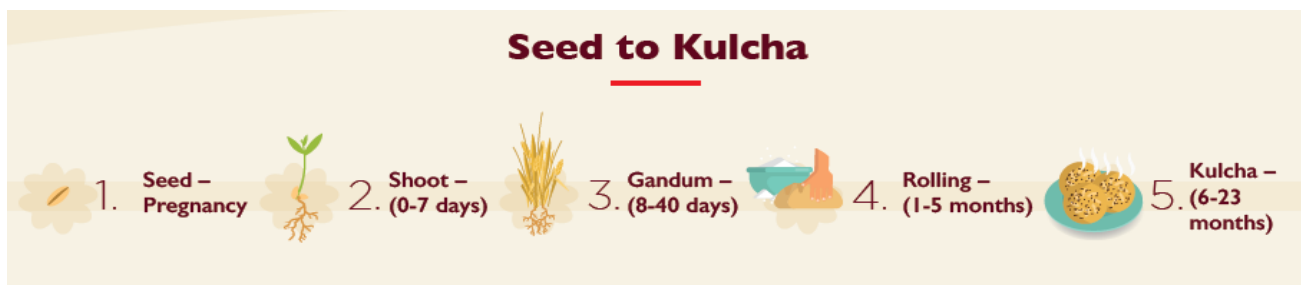 Seed to Kulcha
1. Seed –
Pregnancy
2. Shoot –
(0-7 days)
3. Gandum –
(8-40 days)
4. Rolling –
(1-5 months)
5. Kulcha –
(6-23
months)